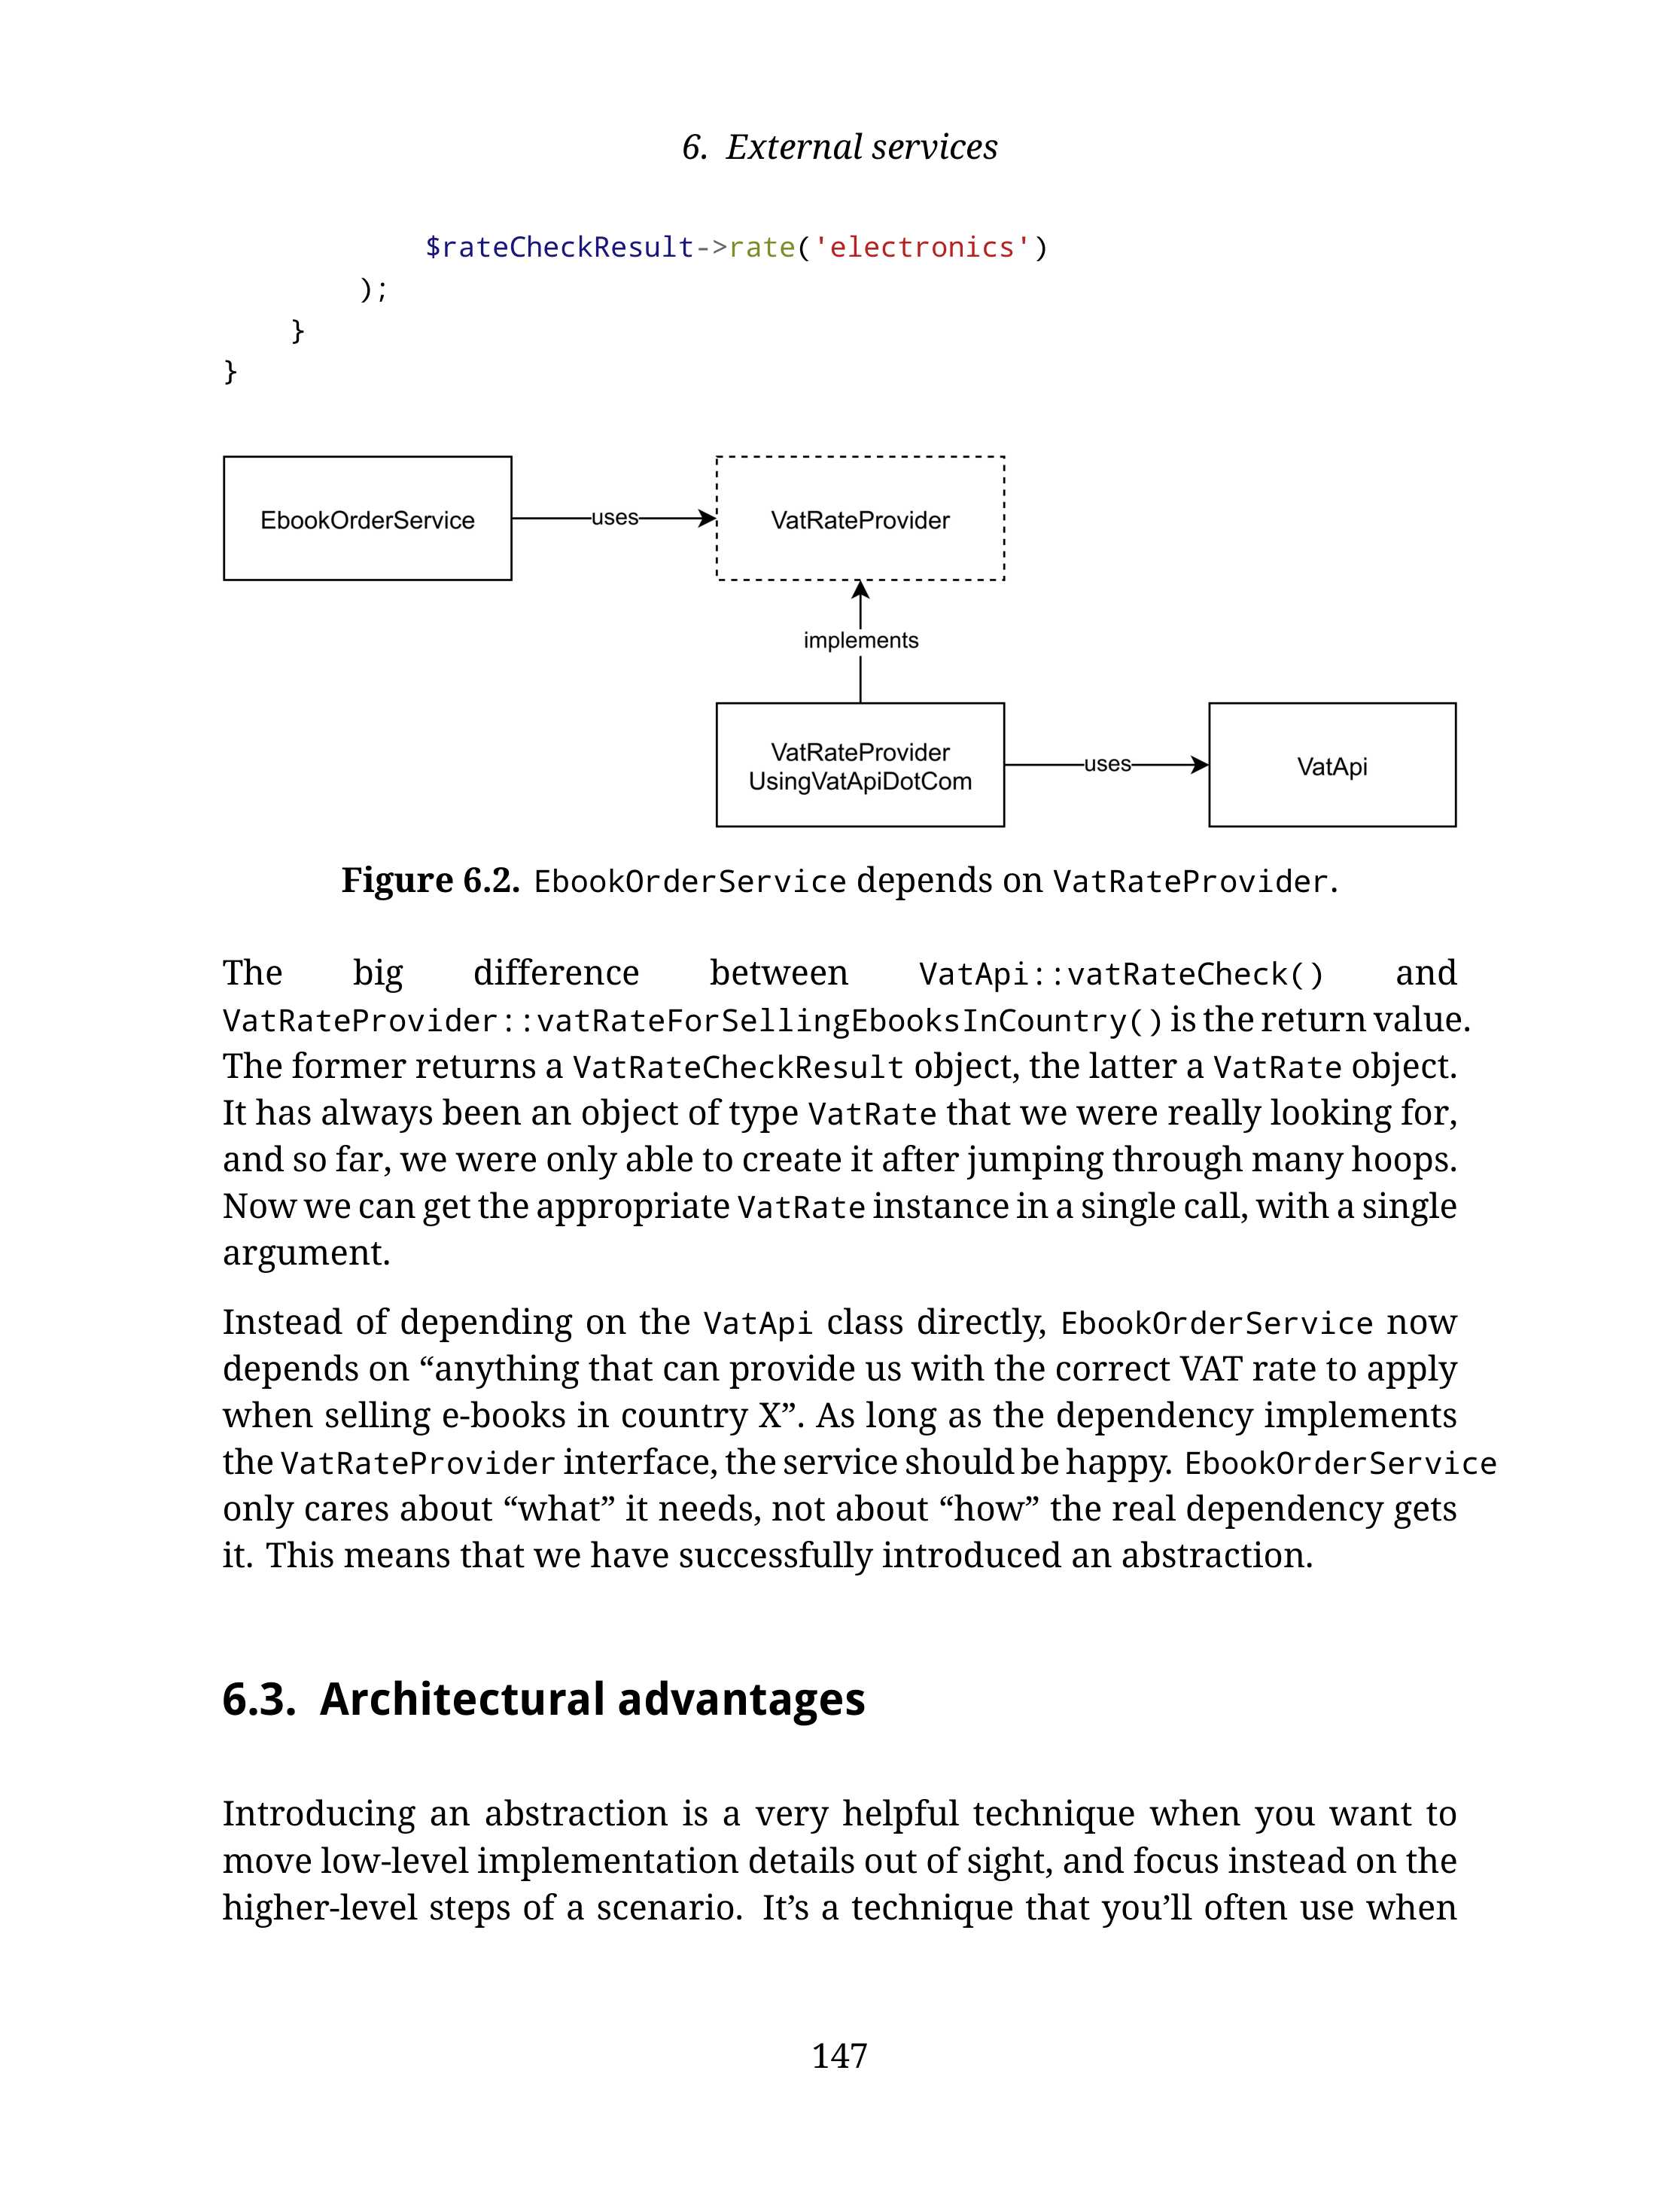 6. External services
$rateCheckResult->rate('electronics')
);
}
}
EbookOrderService
uses
VatRateProvider
implements
VatRateProvider
UsingVatApiDotCom
uses
VatApi
Figure 6.2. EbookOrderService depends on VatRateProvider.
The big difference between VatApi::vatRateCheck() and
VatRateProvider::vatRateForSellingEbooksInCountry() is the return value.
The former returns a VatRateCheckResult object, the latter a VatRate object.
It has always been an object of type VatRate that we were really looking for,
and so far, we were only able to create it after jumping through many hoops.
Now we can get the appropriate VatRate instance in a single call, with a single
argument.
Instead of depending on the VatApi class directly, EbookOrderService now
depends on “anything that can provide us with the correct VAT rate to apply
when selling e-books in country X”. As long as the dependency implements
the VatRateProvider interface, the service should be happy. EbookOrderService
only cares about “what” it needs, not about “how” the real dependency gets
it. This means that we have successfully introduced an abstraction.
6.3. Architectural advantages
Introducing an abstraction is a very helpful technique when you want to
move low-level implementation details out of sight, and focus instead on the
higher-level steps of a scenario. It’s a technique that you’ll often use when
147